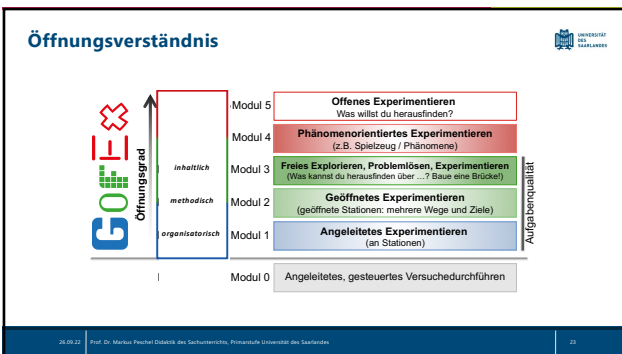 Öffnungsverständnis
UNIVERSITÄT
DES
SAARLANDES
GOFEX
Öffnungsgrad
inhaltlich
methodisch
organisatorisch
Modul 5
Offenes Experimentieren
Was willst du herausfinden?
Modul 4
Phänomenorientiertes Experimentieren
(z.B. Spielzeug / Phänomene)
Modul 3
Freies Explorieren, Problemlösen, Experimentieren
(Was kannst du herausfinden über ...? Baue eine Brücke!)
Modul 2
Geöffnetes Experimentieren
(geöffnete Stationen: mehrere Wege und Ziele)
Modul 1
Angeleitetes Experimentieren
(an Stationen)
Modul 0
Angeleitetes, gesteuertes Versuchedurchführen
Aufgabenqualität
26.09.22
Prof. Dr. Markus Peschel Didaktik des Sachunterrichts, Primarstufe Universität des Saarlandes
23